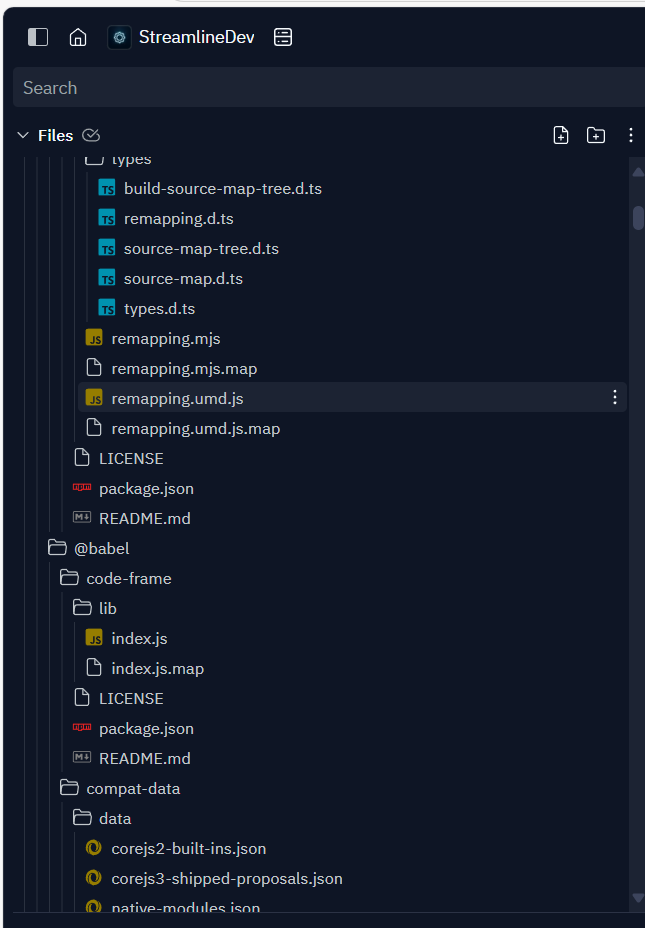 StreamlineDev
Search
Files
types
TS build-source-map-tree.d.ts
TS remapping.d.ts
TS source-map-tree.d.ts
TS source-map.d.ts
TS types.d.ts
JS remapping.mjs
remapping.mjs.map
JS remapping.umd.js
remapping.umd.js.map
LICENSE
npm package.json
M README.md
@babel
code-frame
lib
JS index.js
index.js.map
LICENSE
npm package.json
M README.md
compat-data
data
corejs2-built-ins.json
corejs3-shipped-proposals.json
native-modules.json